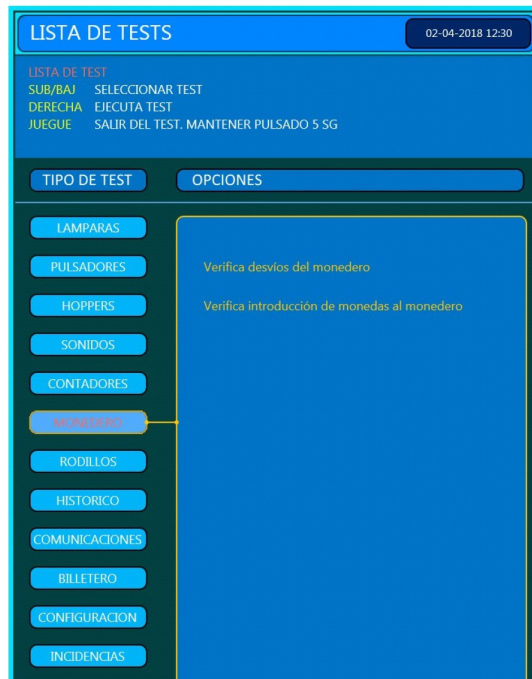 LISTA DE TESTS
02-04-2018 12:30
LISTA DE TEST
SUB/BAJ SELECCIONAR TEST
DERECHA EJECUTA TEST
JUEGUE SALIR DEL TEST. MANTENER PULSADO 5 SG
TIPO DE TEST
OPCIONES
LAMPARAS
PULSADORES
Verifica desvíos del monedero
HOPPERS
Verifica introducción de monedas al monedero
SONIDOS
CONTADORES
MONEDERO
RODILLOS
HISTORICO
COMUNICACIONES
BILLETERO
CONFIGURACION
INCIDENCIAS